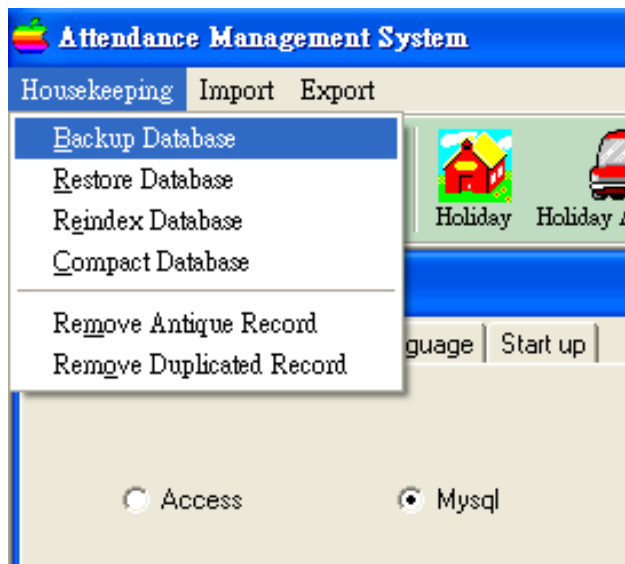 Attendance Management System
Housekeeping Import Export
Backup Database
Restore Database
Reindex Database
Compact Database
Remove Antique Record
Remove Duplicated Record
Holiday Holiday
guage Start up
Access Mysql